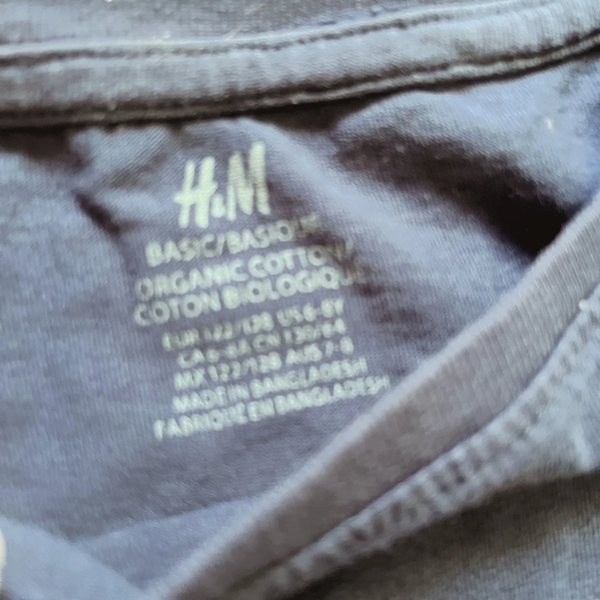 H&M
BASIC/BASIQUE
ORGANIC COTTON/
COTON BIOLOGIQUE
EUR 122/128 US 6-8Y
CA 6-8A CN 130/64
MX 122/128 AUS 7-8
MADE IN BANGLADESH
FABRIQUE EN BANGLADESH